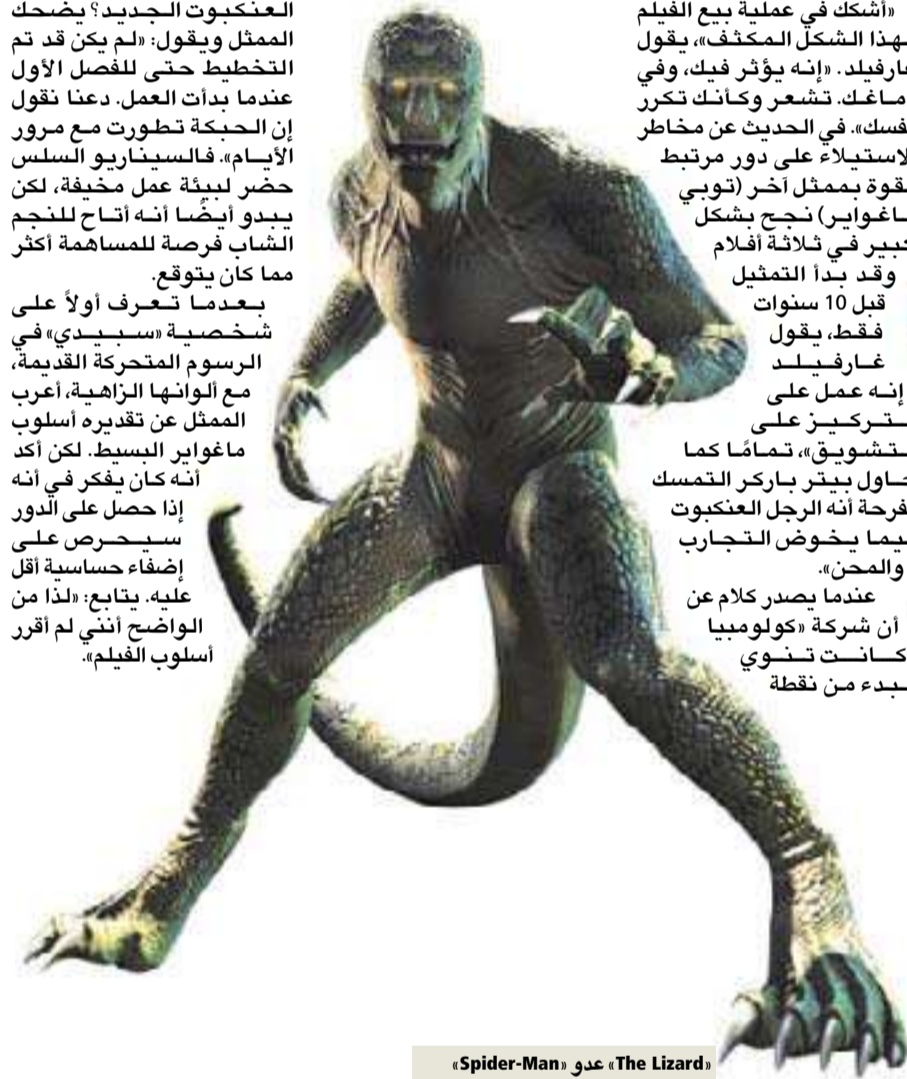 «أشكك في عملية بيع الفيلم
بهذا الشكل المكثف»، يقول
غارفيلد. «إنه يؤثر فيك، وفي
دماغك. تشعر وكأنك تكرر
نفسك». في الحديث عن مخاطر
الاستيلاء على دور مرتبط
بقوة بممثل آخر (توبي
ماغواير) نجح بشكل
كبير في ثلاثة أفلام
وقد بدأ التمثيل
قبل 10 سنوات
فقط، يقول
غارفيلد
إنه عمل على
التركيز على
التشويق»، تمامًا كما
حاول بيتر باركر التمسك
بفرحة أنه الرجل العنكبوت
فيما يخوض التجارب
والمحن».
عندما يصدر كلام عن
أن شركة «كولومبيا
كانت تنوي
البدء من نقطة
العنكبوت الجديد؟ يضحك
الممثل ويقول: «لم يكن قد تم
التخطيط حتى للفصل الأول
عندما بدأت العمل. دعنا نقول
إن الحبكة تطورت مع مرور
الأيام». فالسيناريو السلس
حضر لبيئة عمل مخيفة، لكن
يبدو أيضًا أنه أتاح للنجم
الشاب فرصة للمساهمة أكثر
مما كان يتوقع.
بعدما تعرف أولاً على
شخصية «سبيدي» في
الرسوم المتحركة القديمة،
مع ألوانها الزاهية، أعرب
الممثل عن تقديره أسلوب
ماغواير البسيط. لكن أكد
أنه كان يفكر في أنه
إذا حصل على الدور
سيحرص على
إضفاء حساسية أقل
عليه. يتابع: «لذا من
الواضح أنني لم أقرر
أسلوب الفيلم».
«The Lizard» عدو «Spider-Man»